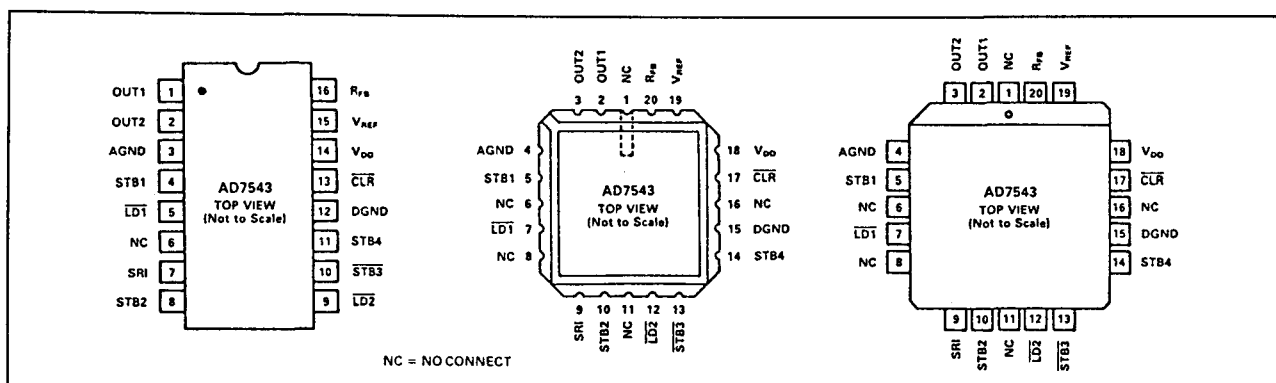 OUT1 1
OUT2 2
AGND 3
STB1 4
LD1 5
NC 6
SRI 7
STB2 8
AD7543
TOP VIEW
(Not to Scale)
16 RFB
15 VREF
14 VDD
13 CLR
12 DGND
11 STB4
10 STB3
9 LD2
NC = NO CONNECT
OUT2 OUT1 NC RFB VREF
3 2 1 20 19
AGND 4
STB1 5
NC 6
LD1 7
NC 8
AD7543
TOP VIEW
(Not to Scale)
18 VDD
17 CLR
16 NC
15 DGND
14 STB4
9 10 11 12 13
SRI STB2 NC LD2 STB3
OUT2 OUT1 NC RFB VREF
3 2 1 20 19
AGND 4
STB1 5
NC 6
LD1 7
NC 8
AD7543
TOP VIEW
(Not to Scale)
18 VDD
17 CLR
16 NC
15 DGND
14 STB4
9 10 11 12 13
SRI STB2 NC LD2 STB3